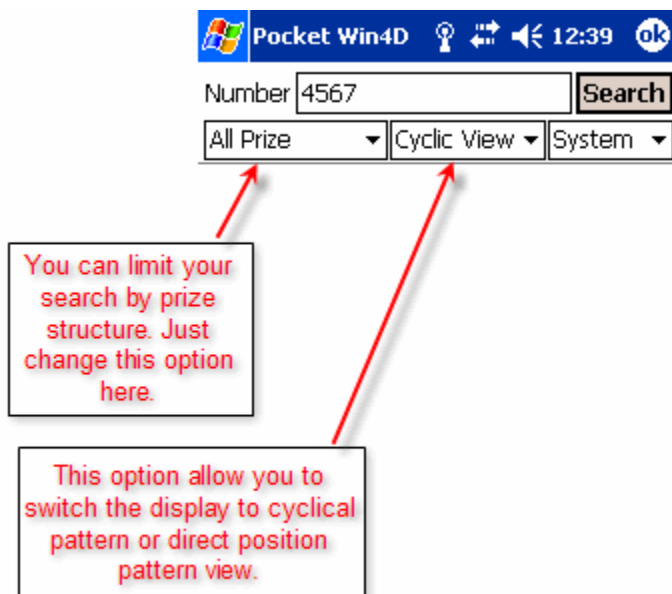 Pocket Win4D 12:39 ok
Number 4567 Search
All Prize Cyclic View System
You can limit your
search by prize
structure. Just
change this option
here.
This option allow you to
switch the display to cyclical
pattern or direct position
pattern view.